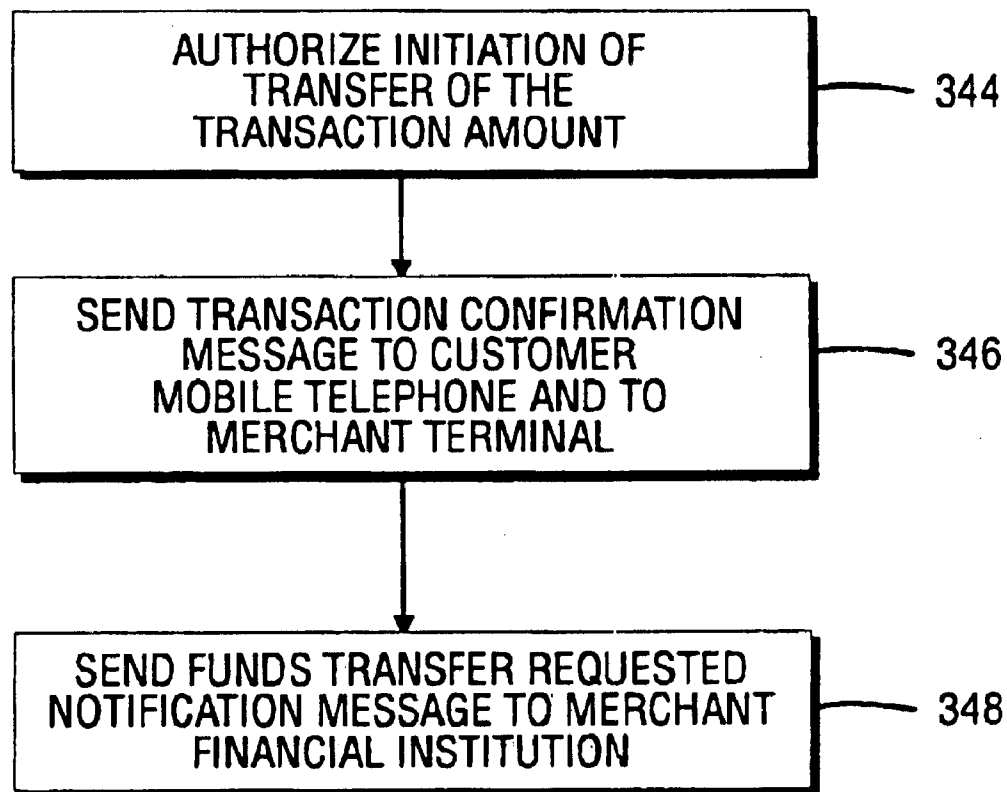 AUTHORIZE INITIATION OF
TRANSFER OF THE
TRANSACTION AMOUNT
344
SEND TRANSACTION CONFIRMATION
MESSAGE TO CUSTOMER
MOBILE TELEPHONE AND TO
MERCHANT TERMINAL
346
SEND FUNDS TRANSFER REQUESTED
NOTIFICATION MESSAGE TO MERCHANT
FINANCIAL INSTITUTION
348